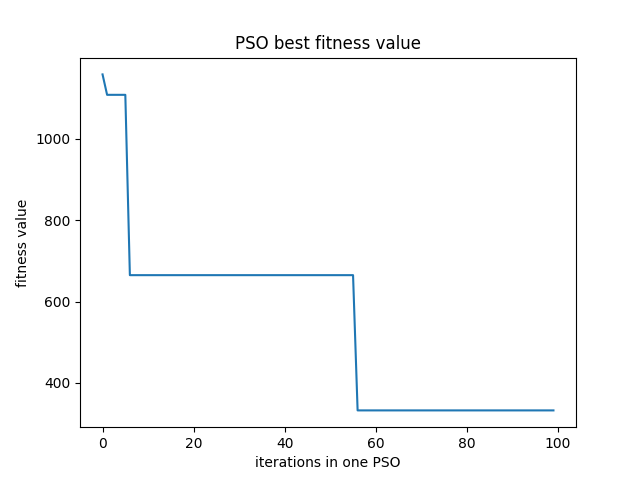 PSO best fitness value
fitness value
1000
800
600
400
0 20 40 60 80 100
iterations in one PSO